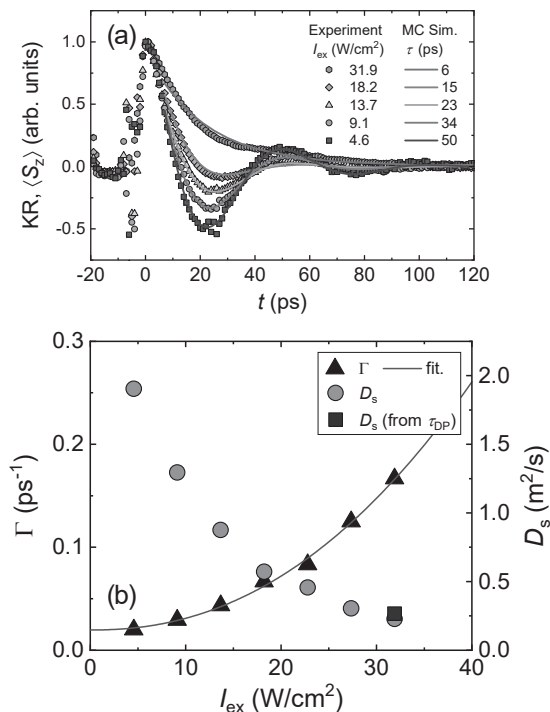 (a)
Experiment MC Sim.
I_ex (W/cm²) τ (ps)
31.9 6
18.2 15
13.7 23
9.1 34
4.6 50
KR, ⟨S_z⟩ (arb. units)
1.0
0.5
0.0
-0.5
-20 0 20 40 60 80 100 120
t (ps)
0.3
0.2
0.1
0.0
Γ (ps⁻¹)
Γ fit.
D_s
D_s (from τ_DP)
2.0
1.5
1.0
0.5
0.0
D_s (m²/s)
(b)
0 10 20 30 40
I_ex (W/cm²)